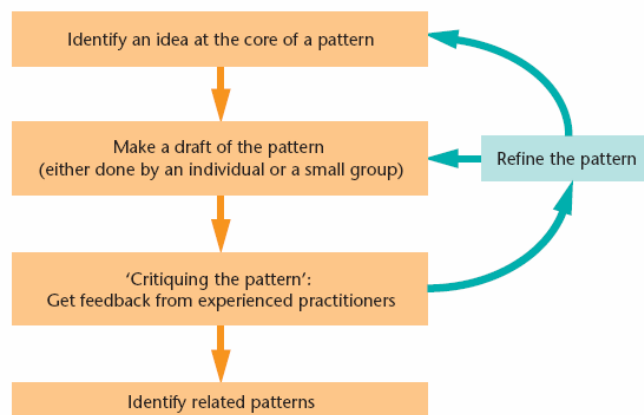 Identify an idea at the core of a pattern
Make a draft of the pattern
(either done by an individual or a small group)
Refine the pattern
‘Critiquing the pattern’:
Get feedback from experienced practitioners
Identify related patterns